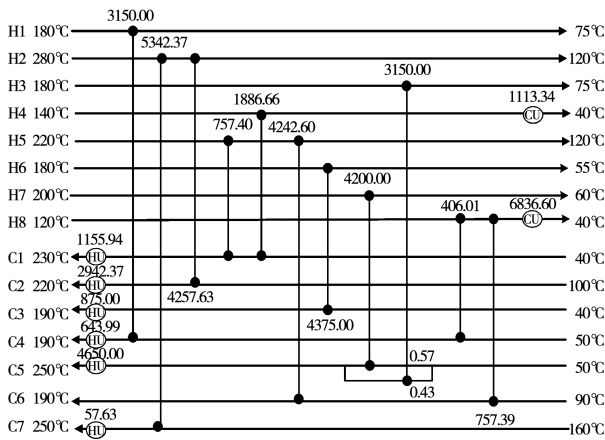 3150.00
H1 180℃ 75℃
5342.37
H2 280℃ 120℃
3150.00
H3 180℃ 75℃
1886.66 1113.34
H4 140℃ CU 40℃
757.40 4242.60
H5 220℃ 120℃
H6 180℃ 55℃
4200.00
H7 200℃ 60℃
406.01 6836.60
H8 120℃ CU 40℃
1155.94
C1 230℃ HU 40℃
2942.37
C2 220℃ HU 100℃
875.00 4257.63
C3 190℃ HU 40℃
643.99 4375.00
C4 190℃ HU 50℃
4650.00 0.57
C5 250℃ HU 50℃
0.43
C6 190℃ 90℃
57.63 757.39
C7 250℃ HU 160℃